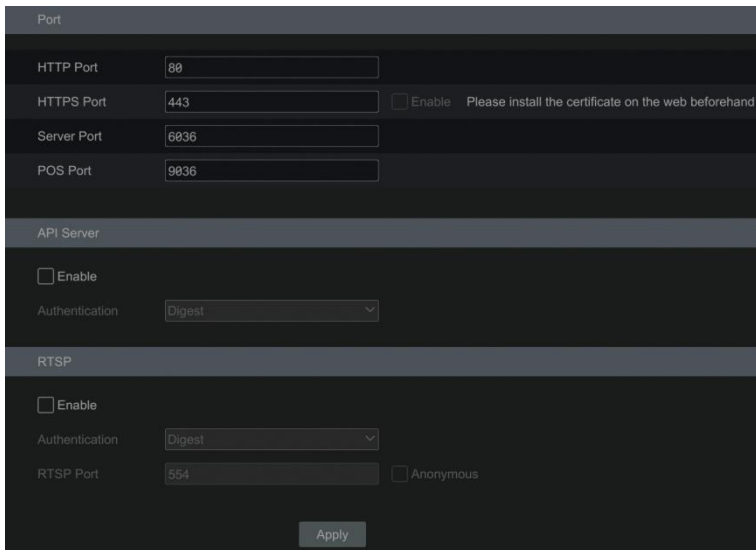 Port
HTTP Port 80
HTTPS Port 443 Enable Please install the certificate on the web beforehand
Server Port 6036
POS Port 9036
API Server
Enable
Authentication Digest
RTSP
Enable
Authentication Digest
RTSP Port 554 Anonymous
Apply